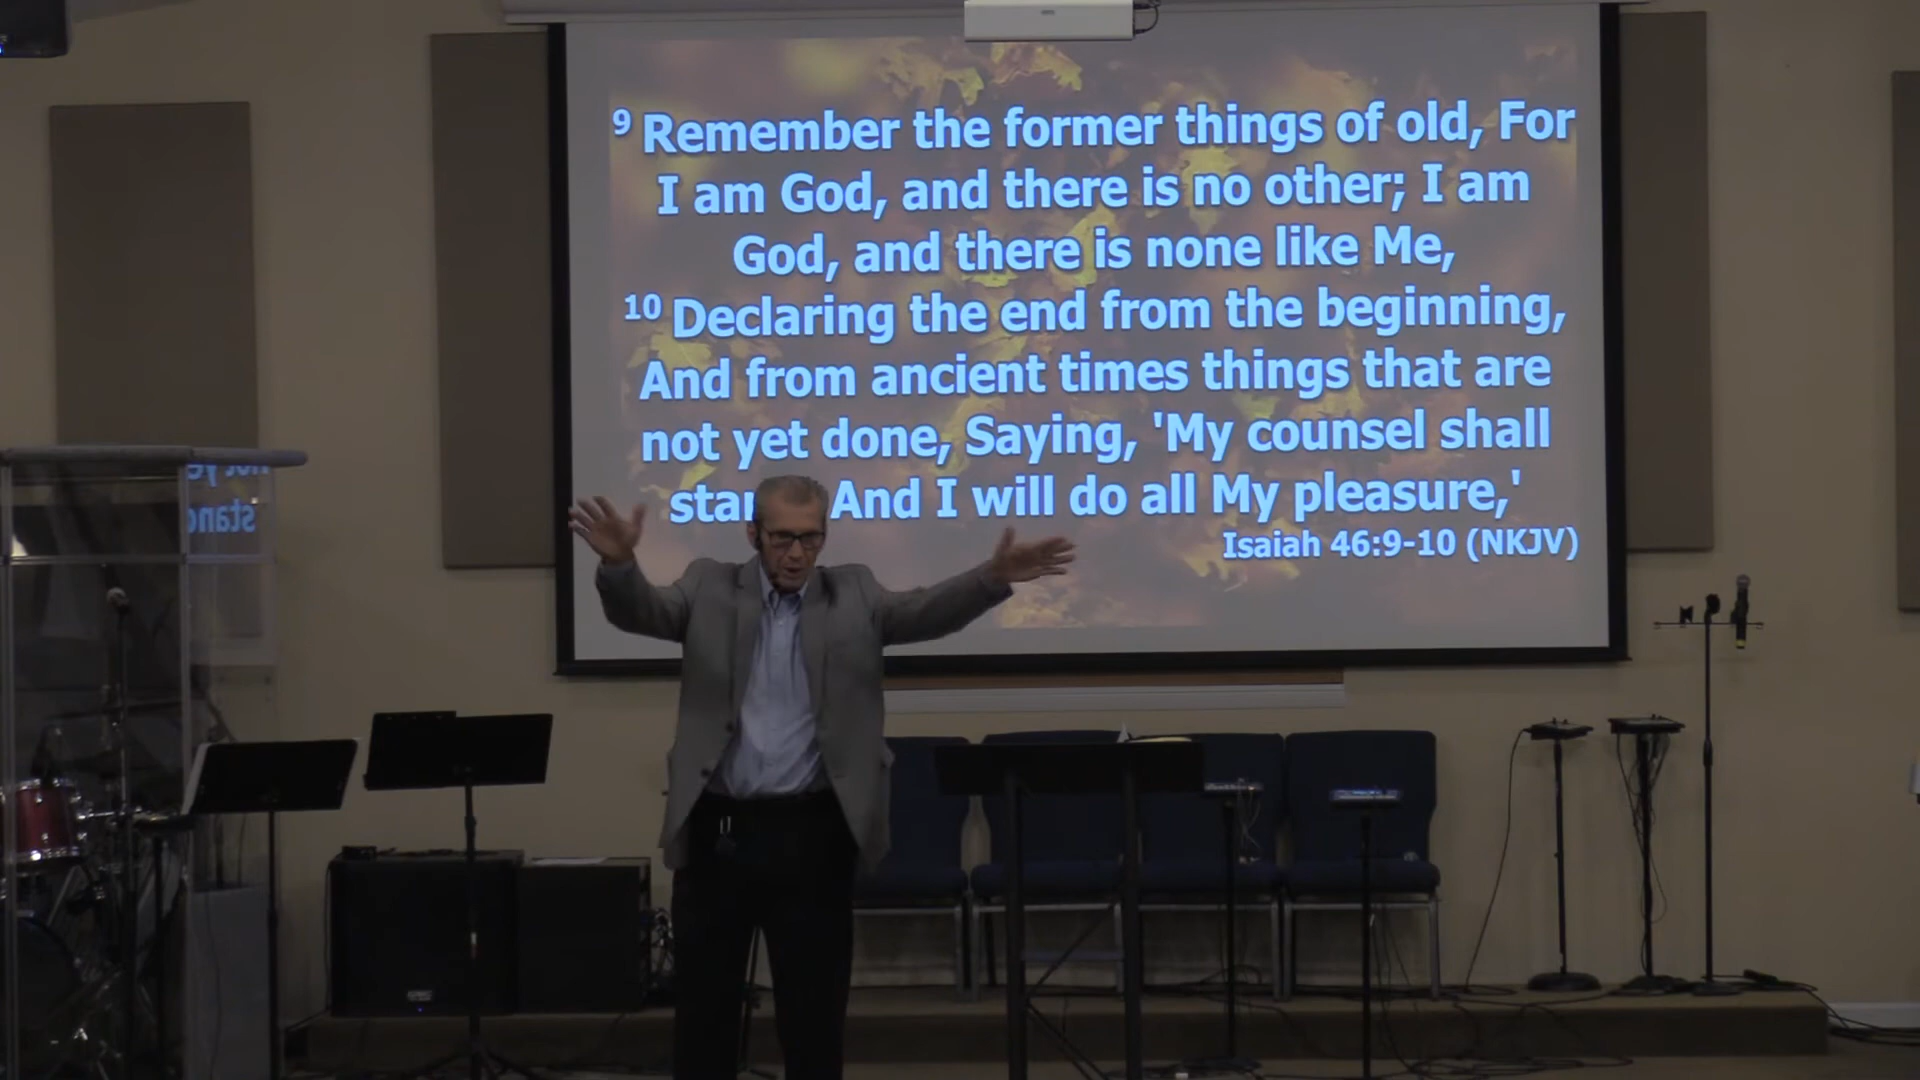 9 Remember the former things of old, For
I am God, and there is no other; I am
God, and there is none like Me,
10 Declaring the end from the beginning,
And from ancient times things that are
not yet done, Saying, 'My counsel shall
And I will do all My pleasure,'
Isaiah 46:9-10 (NKJV)